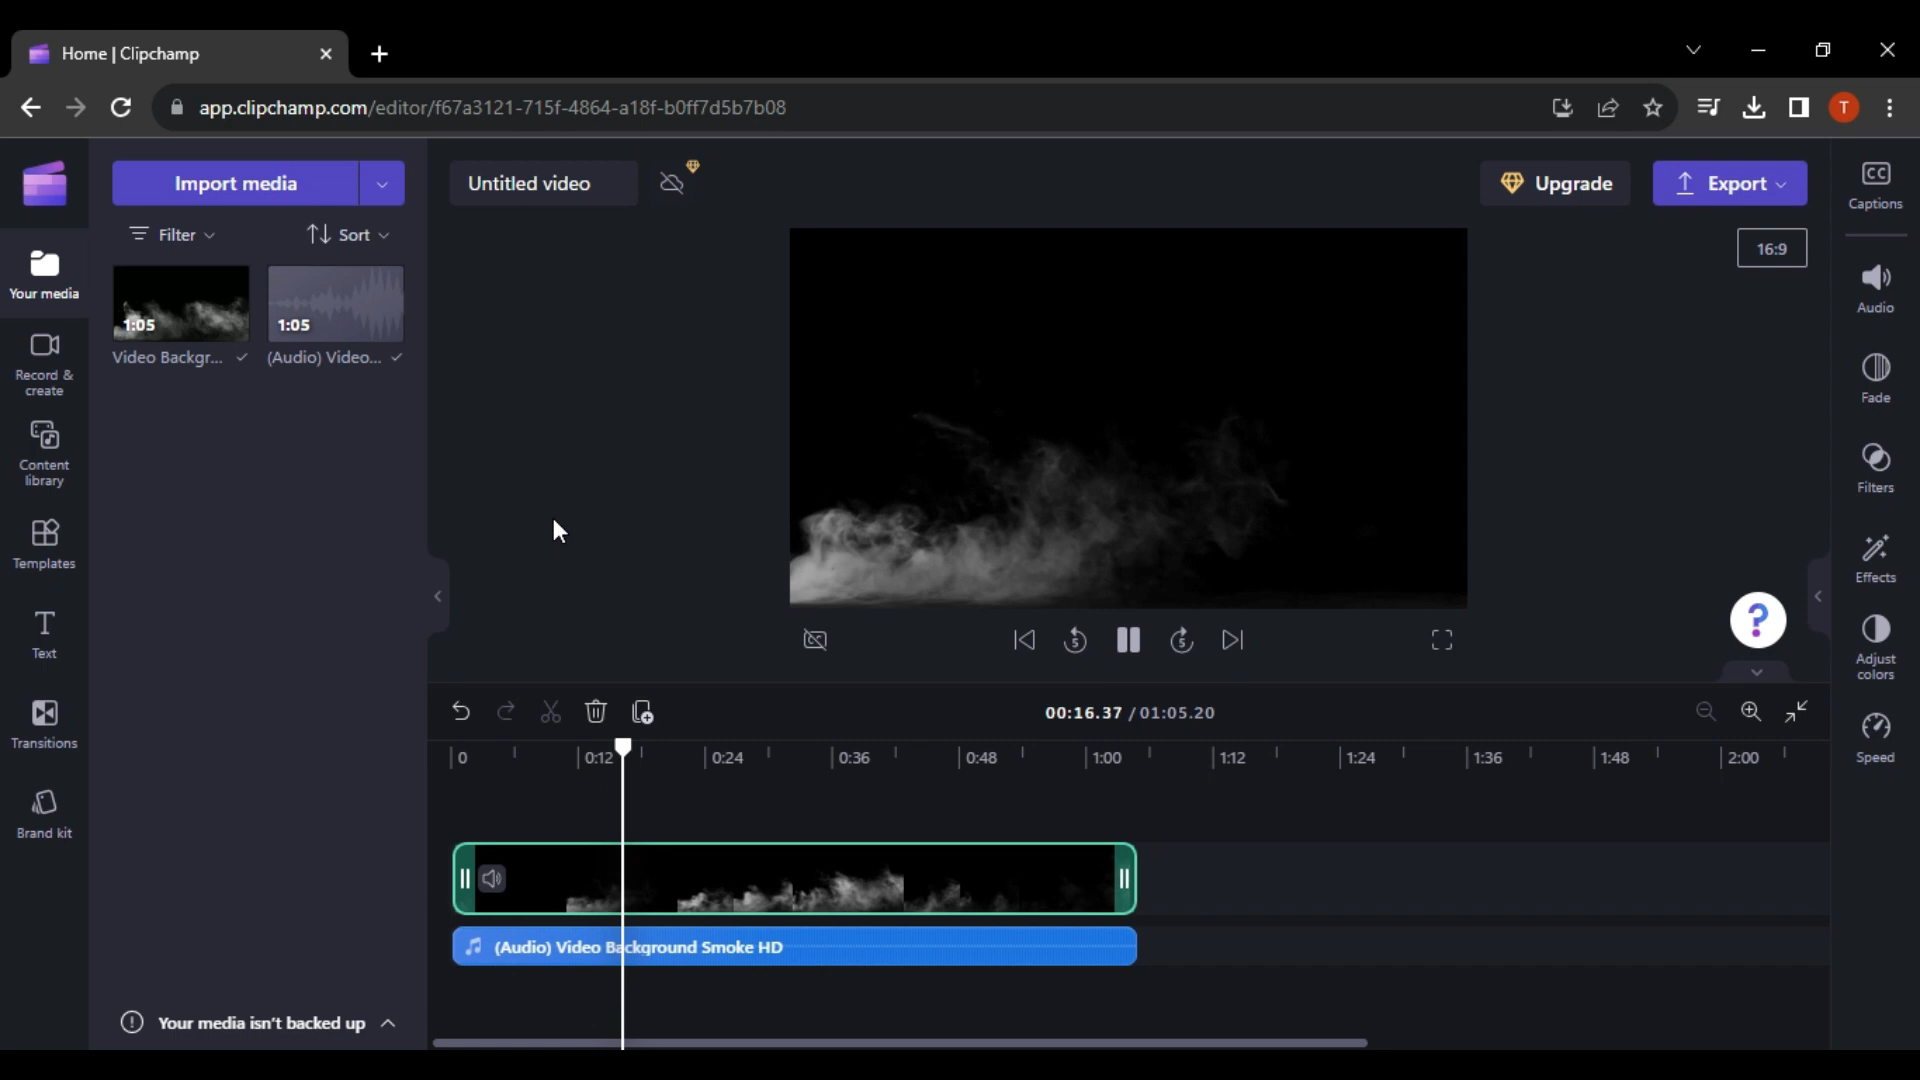 Home | Clipchamp
app.clipchamp.com/editor/f67a3121-715f-4864-a18f-b0ff7d5b7b08
T
Import media
Untitled video
Upgrade
Export
CC
Captions
Filter
Sort
16:9
Your media
1:05
1:05
Video Backgr...
(Audio) Video...
Audio
Record &
create
Fade
Content
library
Filters
Templates
Effects
?
Text
5
5
Adjust
colors
Transitions
00:16.37 / 01:05.20
Speed
0
0:12
0:24
0:36
0:48
1:00
1:12
1:24
1:36
1:48
2:00
Brand kit
(Audio) Video Background Smoke HD
Your media isn't backed up